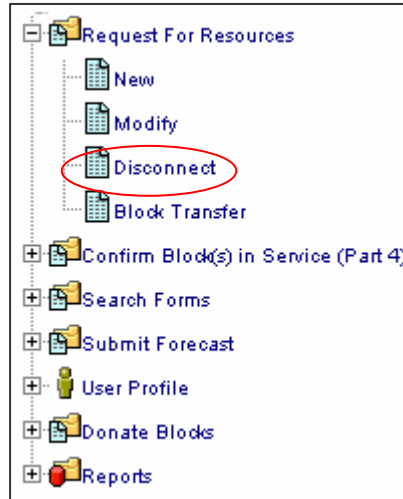 Request For Resources
New
Modify
Disconnect
Block Transfer
Confirm Block(s) in Service (Part 4)
Search Forms
Submit Forecast
User Profile
Donate Blocks
Reports